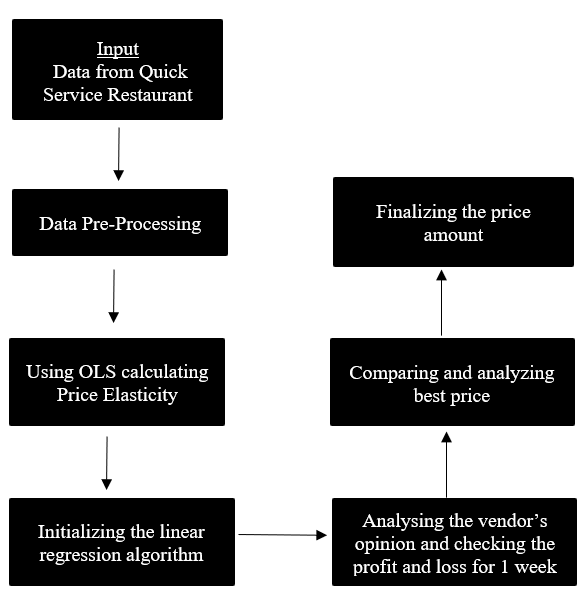 Input
Data from Quick
Service Restaurant
Data Pre-Processing
Using OLS calculating
Price Elasticity
Initializing the linear
regression algorithm
Analysing the vendor's
opinion and checking the
profit and loss for 1 week
Comparing and analyzing
best price
Finalizing the price
amount